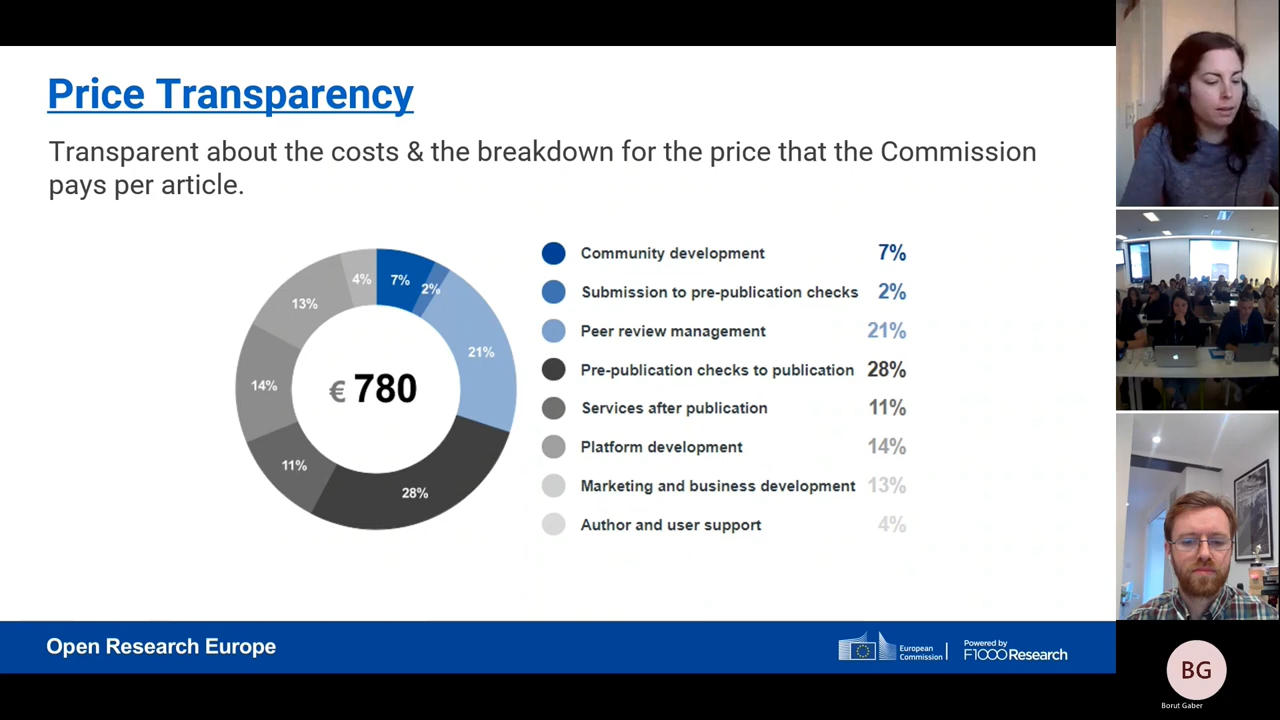 Price Transparency
Transparent about the costs & the breakdown for the price that the Commission
pays per article.
4%
7%
2%
13%
21%
14%
11%
28%
€ 780
Community development 7%
Submission to pre-publication checks 2%
Peer review management 21%
Pre-publication checks to publication 28%
Services after publication 11%
Platform development 14%
Marketing and business development 13%
Author and user support 4%
Open Research Europe
European
Commission
Powered by
F1000Research
BG
Borut Gaber